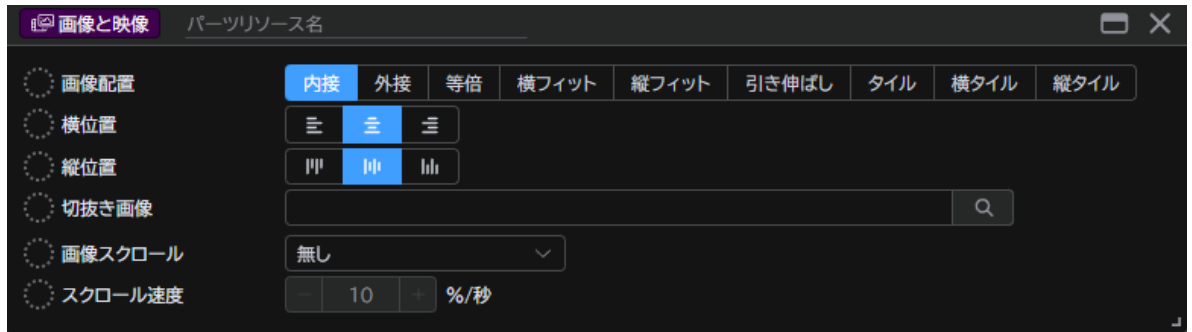 画像と映像 パーツリソース名
画像配置 内接 外接 等倍 横フィット 縦フィット 引き伸ばし タイル 横タイル 縦タイル
横位置
縦位置
切抜き画像
画像スクロール 無し
スクロール速度 - 10 + %/秒